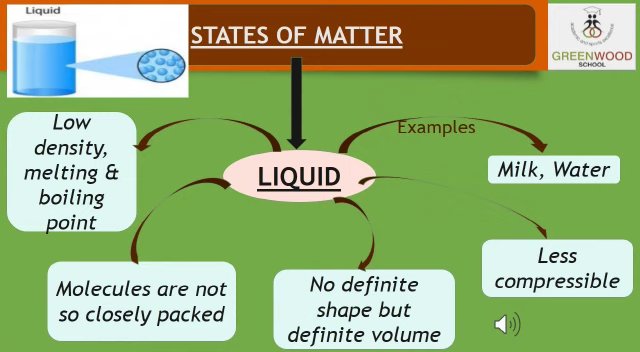 Liquid
STATES OF MATTER
GREENWOOD
SCHOOL
Low
density,
melting &
boiling
point
Examples
LIQUID
Milk, Water
Molecules are not
so closely packed
No definite
shape but
definite volume
Less
compressible